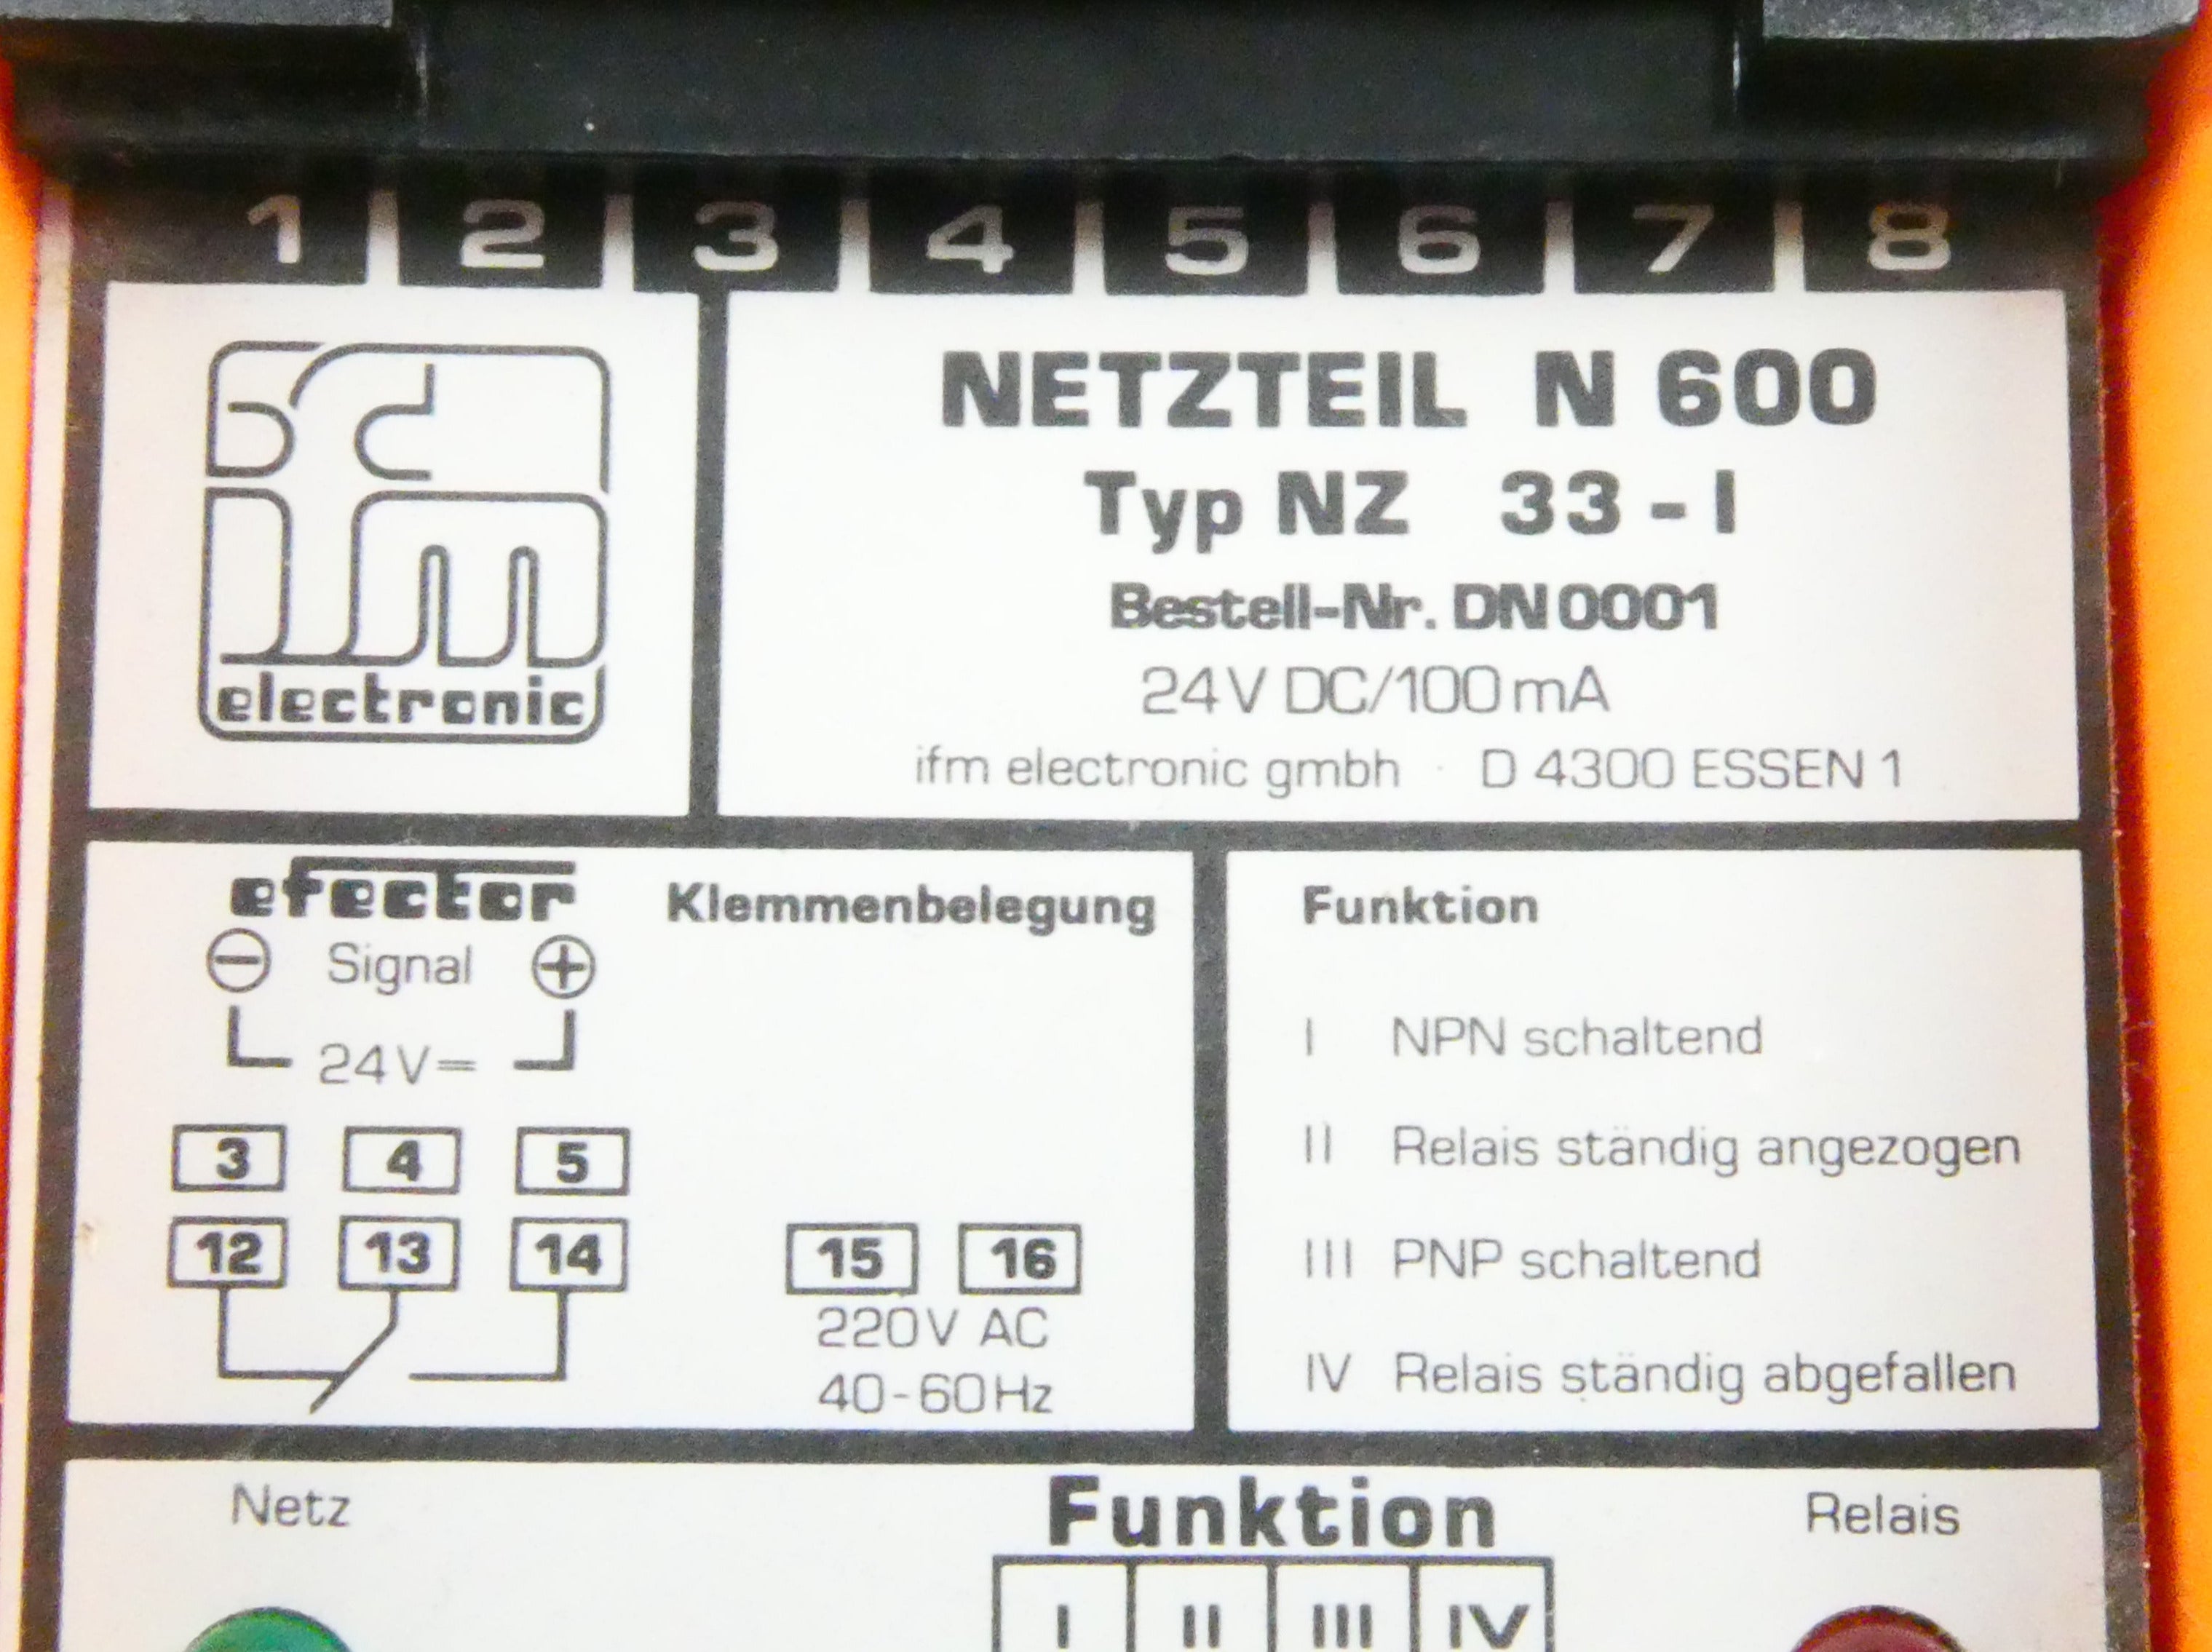 1 2 3 4 5 6 7 8
ifm
electronic
NETZTEIL N 600
Typ NZ 33-I
Bestell-Nr. DN0001
24V DC/100mA
ifm electronic gmbh · D 4300 ESSEN 1
efector
Klemmenbelegung
− Signal +
24V=
3 4 5
12 13 14
15 16
220V AC
40-60Hz
Funktion
I NPN schaltend
II Relais ständig angezogen
III PNP schaltend
IV Relais ständig abgefallen
Netz
Funktion
Relais
I II III IV